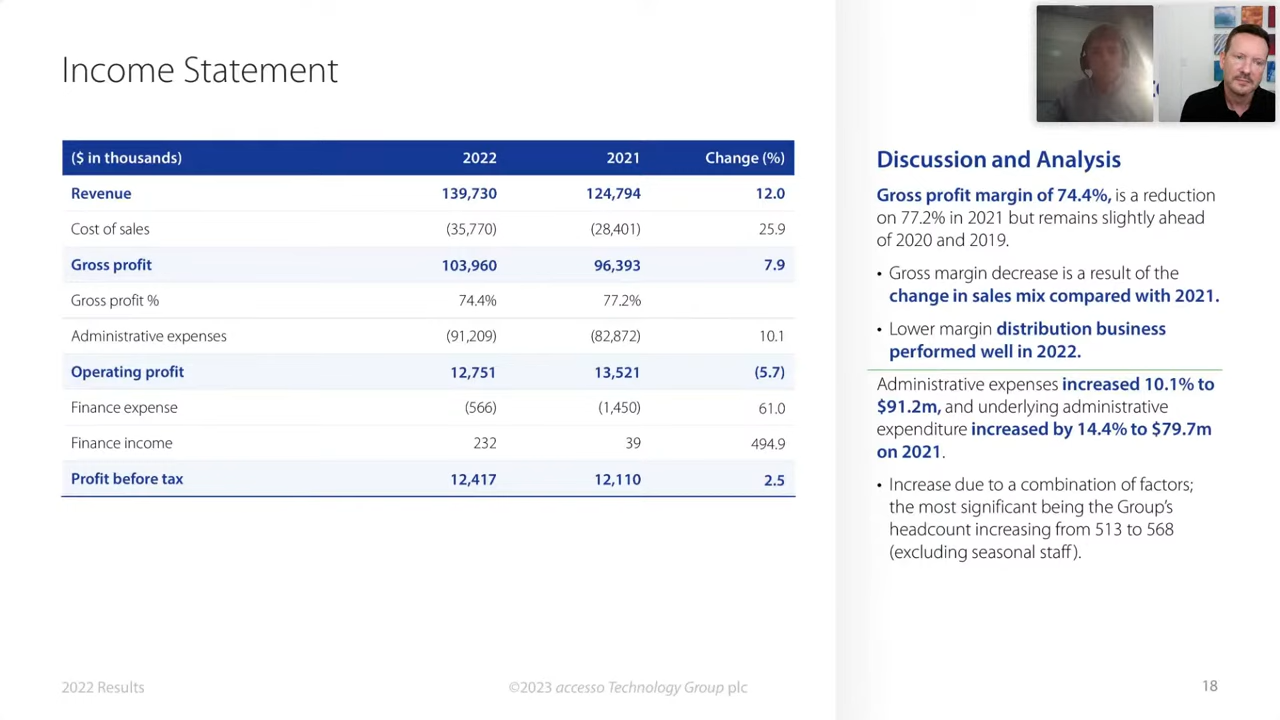 Income Statement
($ in thousands) 2022 2021 Change (%)
Revenue 139,730 124,794 12.0
Cost of sales (35,770) (28,401) 25.9
Gross profit 103,960 96,393 7.9
Gross profit % 74.4% 77.2%
Administrative expenses (91,209) (82,872) 10.1
Operating profit 12,751 13,521 (5.7)
Finance expense (566) (1,450) 61.0
Finance income 232 39 494.9
Profit before tax 12,417 12,110 2.5
Discussion and Analysis
Gross profit margin of 74.4%, is a reduction
on 77.2% in 2021 but remains slightly ahead
of 2020 and 2019.
• Gross margin decrease is a result of the
change in sales mix compared with 2021.
• Lower margin distribution business
performed well in 2022.
Administrative expenses increased 10.1% to
$91.2m, and underlying administrative
expenditure increased by 14.4% to $79.7m
on 2021.
• Increase due to a combination of factors;
the most significant being the Group's
headcount increasing from 513 to 568
(excluding seasonal staff).
2022 Results
©2023 accesso Technology Group plc
18